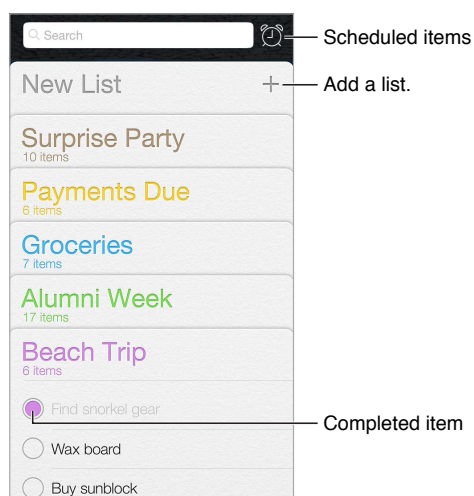 Search
Scheduled items
New List
Add a list.
Surprise Party
10 items
Payments Due
6 items
Groceries
7 items
Alumni Week
17 items
Beach Trip
6 items
Find snorkel gear
Completed item
Wax board
Buy sunblock